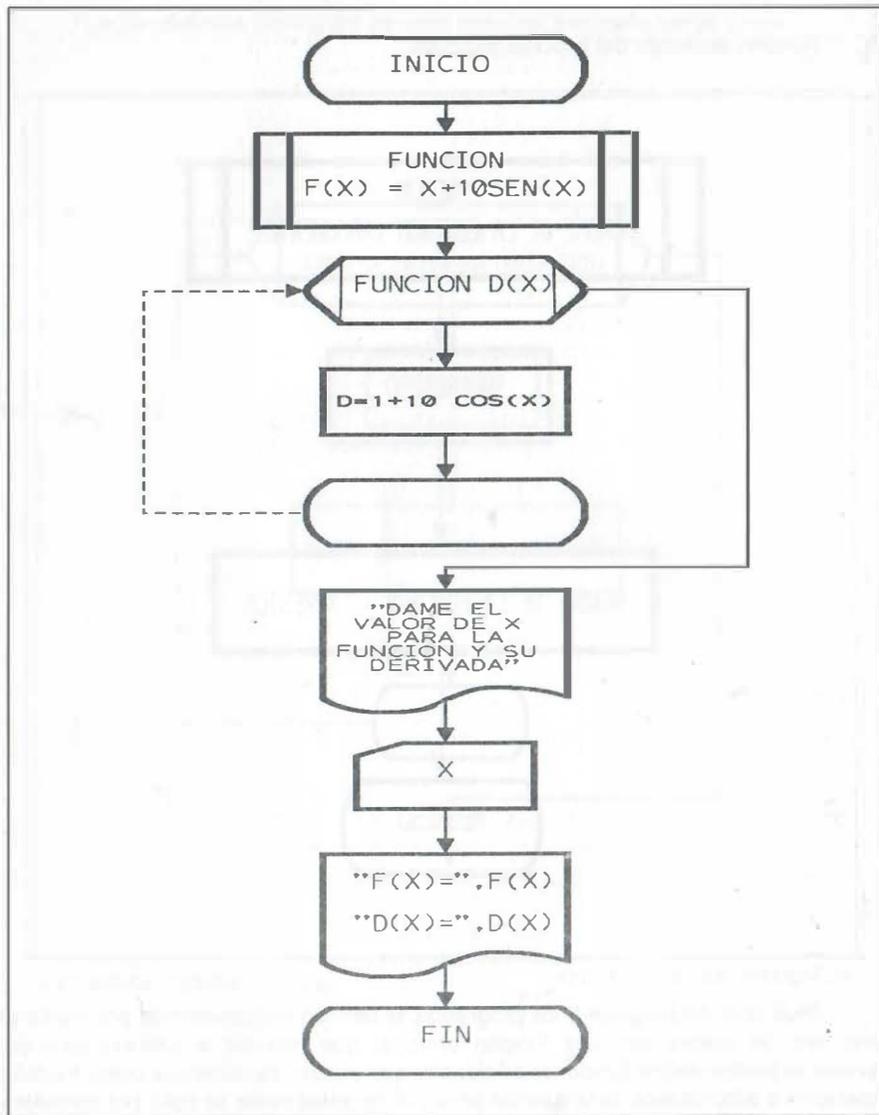 INICIO
FUNCION
F(X) = X+10SEN(X)
FUNCION D(X)
D=1+10 COS(X)
"DAME EL
VALOR DE X
PARA LA
FUNCION Y SU
DERIVADA"
X
"F(X)=",F(X)
"D(X)=",D(X)
FIN